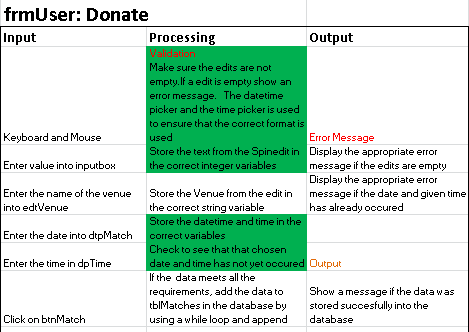 frmUser: Donate
Input
Processing
Output
Validation
Make sure the edits are not
empty.If a edit is empty show an
error message. The datetime
picker and the time picker is used
to ensure that the correct format is
Keyboard and Mouse
used
Error Message
Enter value into inputbox
Store the text from the Spinedit in
the correct integer variables
Display the appropriate error
message if the edits are empty
Enter the name of the venue
into edtVenue
Store the Venue from the edit in
the correct string variable
Display the appropriate error
message if the date and given time
has already occured
Enter the date into dtpMatch
Store the datetime and time in the
correct variables
Enter the time in dpTime
Check to see that that chosen
date and time has not yet occured
Output
Click on btnMatch
If the data meets all the
requirements, add the data to
tblMatches in the database by
using a while loop and append
Show a message if the data was
stored succesfully into the
database